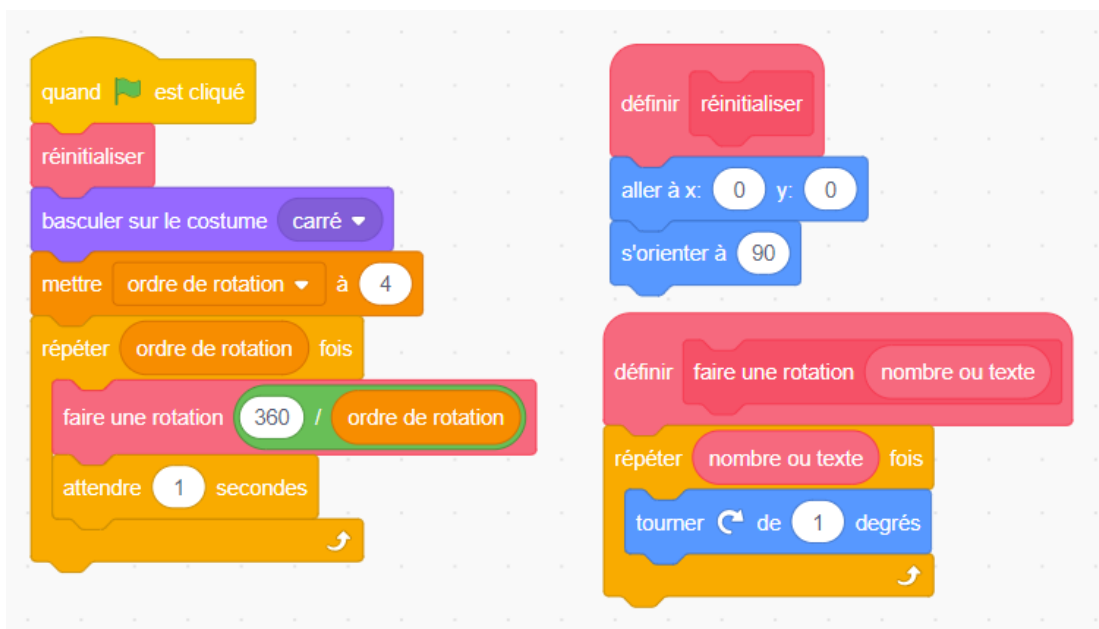 quand est cliqué
réinitialiser
basculer sur le costume carré
mettre ordre de rotation à 4
répéter ordre de rotation fois
faire une rotation 360 / ordre de rotation
attendre 1 secondes
définir réinitialiser
aller à x: 0 y: 0
s'orienter à 90
définir faire une rotation nombre ou texte
répéter nombre ou texte fois
tourner de 1 degrés